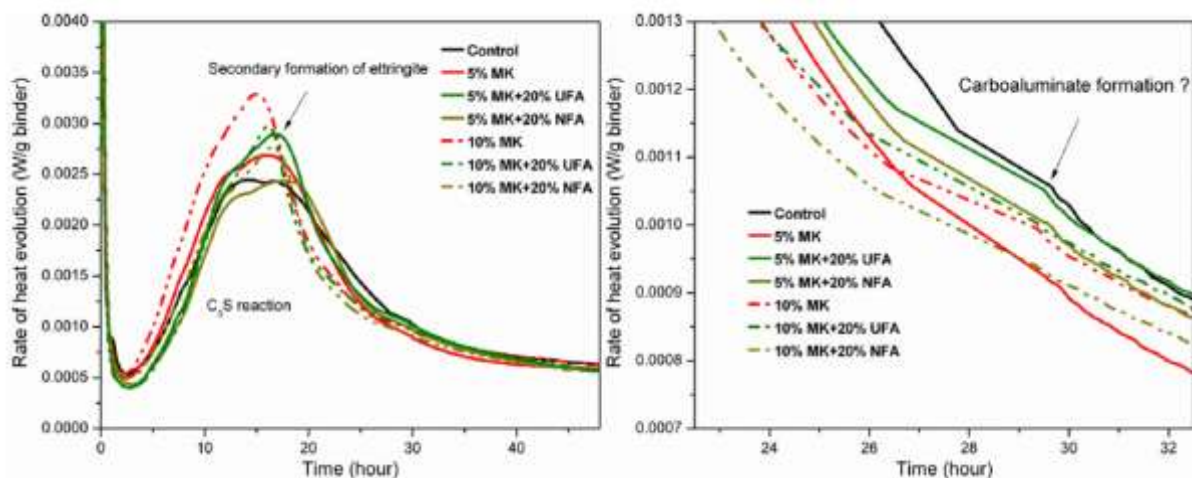 0.0040
0.0035
0.0030
0.0025
0.0020
0.0015
0.0010
0.0005
0.0000
Rate of heat evolution (W/g binder)
Secondary formation of ettringite
Control
5% MK
5% MK+20% UFA
5% MK+20% NFA
10% MK
10% MK+20% UFA
10% MK+20% NFA
C₃S reaction
0 10 20 30 40
Time (hour)
0.0013
0.0012
0.0011
0.0010
0.0009
0.0008
0.0007
Rate of heat evolution (W/g binder)
Carboaluminate formation ?
Control
5% MK
5% MK+20% UFA
5% MK+20% NFA
10% MK
10% MK+20% UFA
10% MK+20% NFA
24 26 28 30 32
Time (hour)